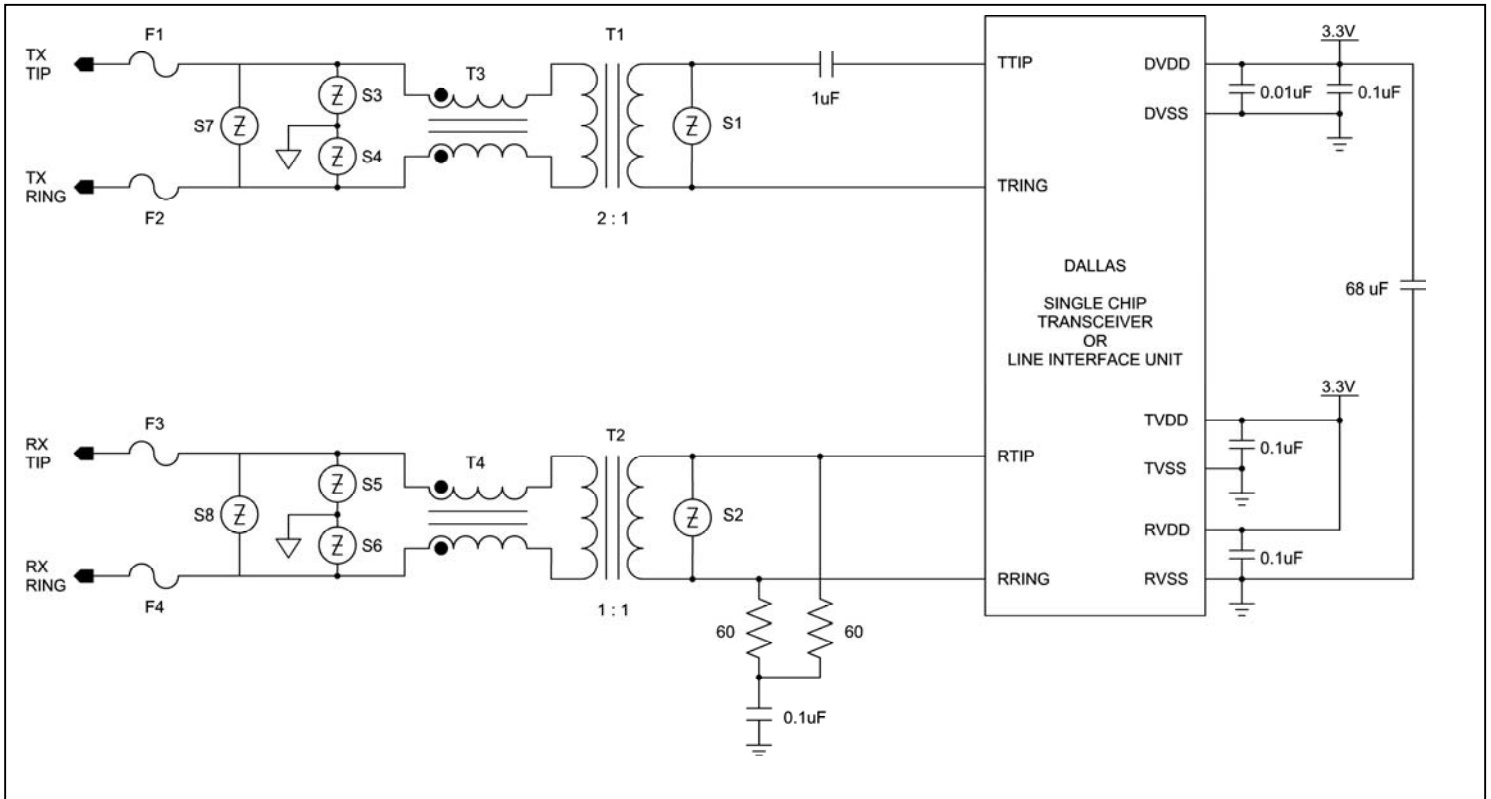 F1
TX
TIP
T1
T3
S3
S7
S4
S1
1uF
TX
RING
F2
2 : 1
TTIP
TRING
DALLAS
SINGLE CHIP
TRANSCEIVER
OR
LINE INTERFACE UNIT
DVDD
DVSS
3.3V
0.01uF
0.1uF
68 uF
F3
RX
TIP
T2
T4
S5
S8
S6
S2
RX
RING
F4
1 : 1
RTIP
RRING
60
60
0.1uF
3.3V
TVDD
0.1uF
TVSS
RVDD
0.1uF
RVSS